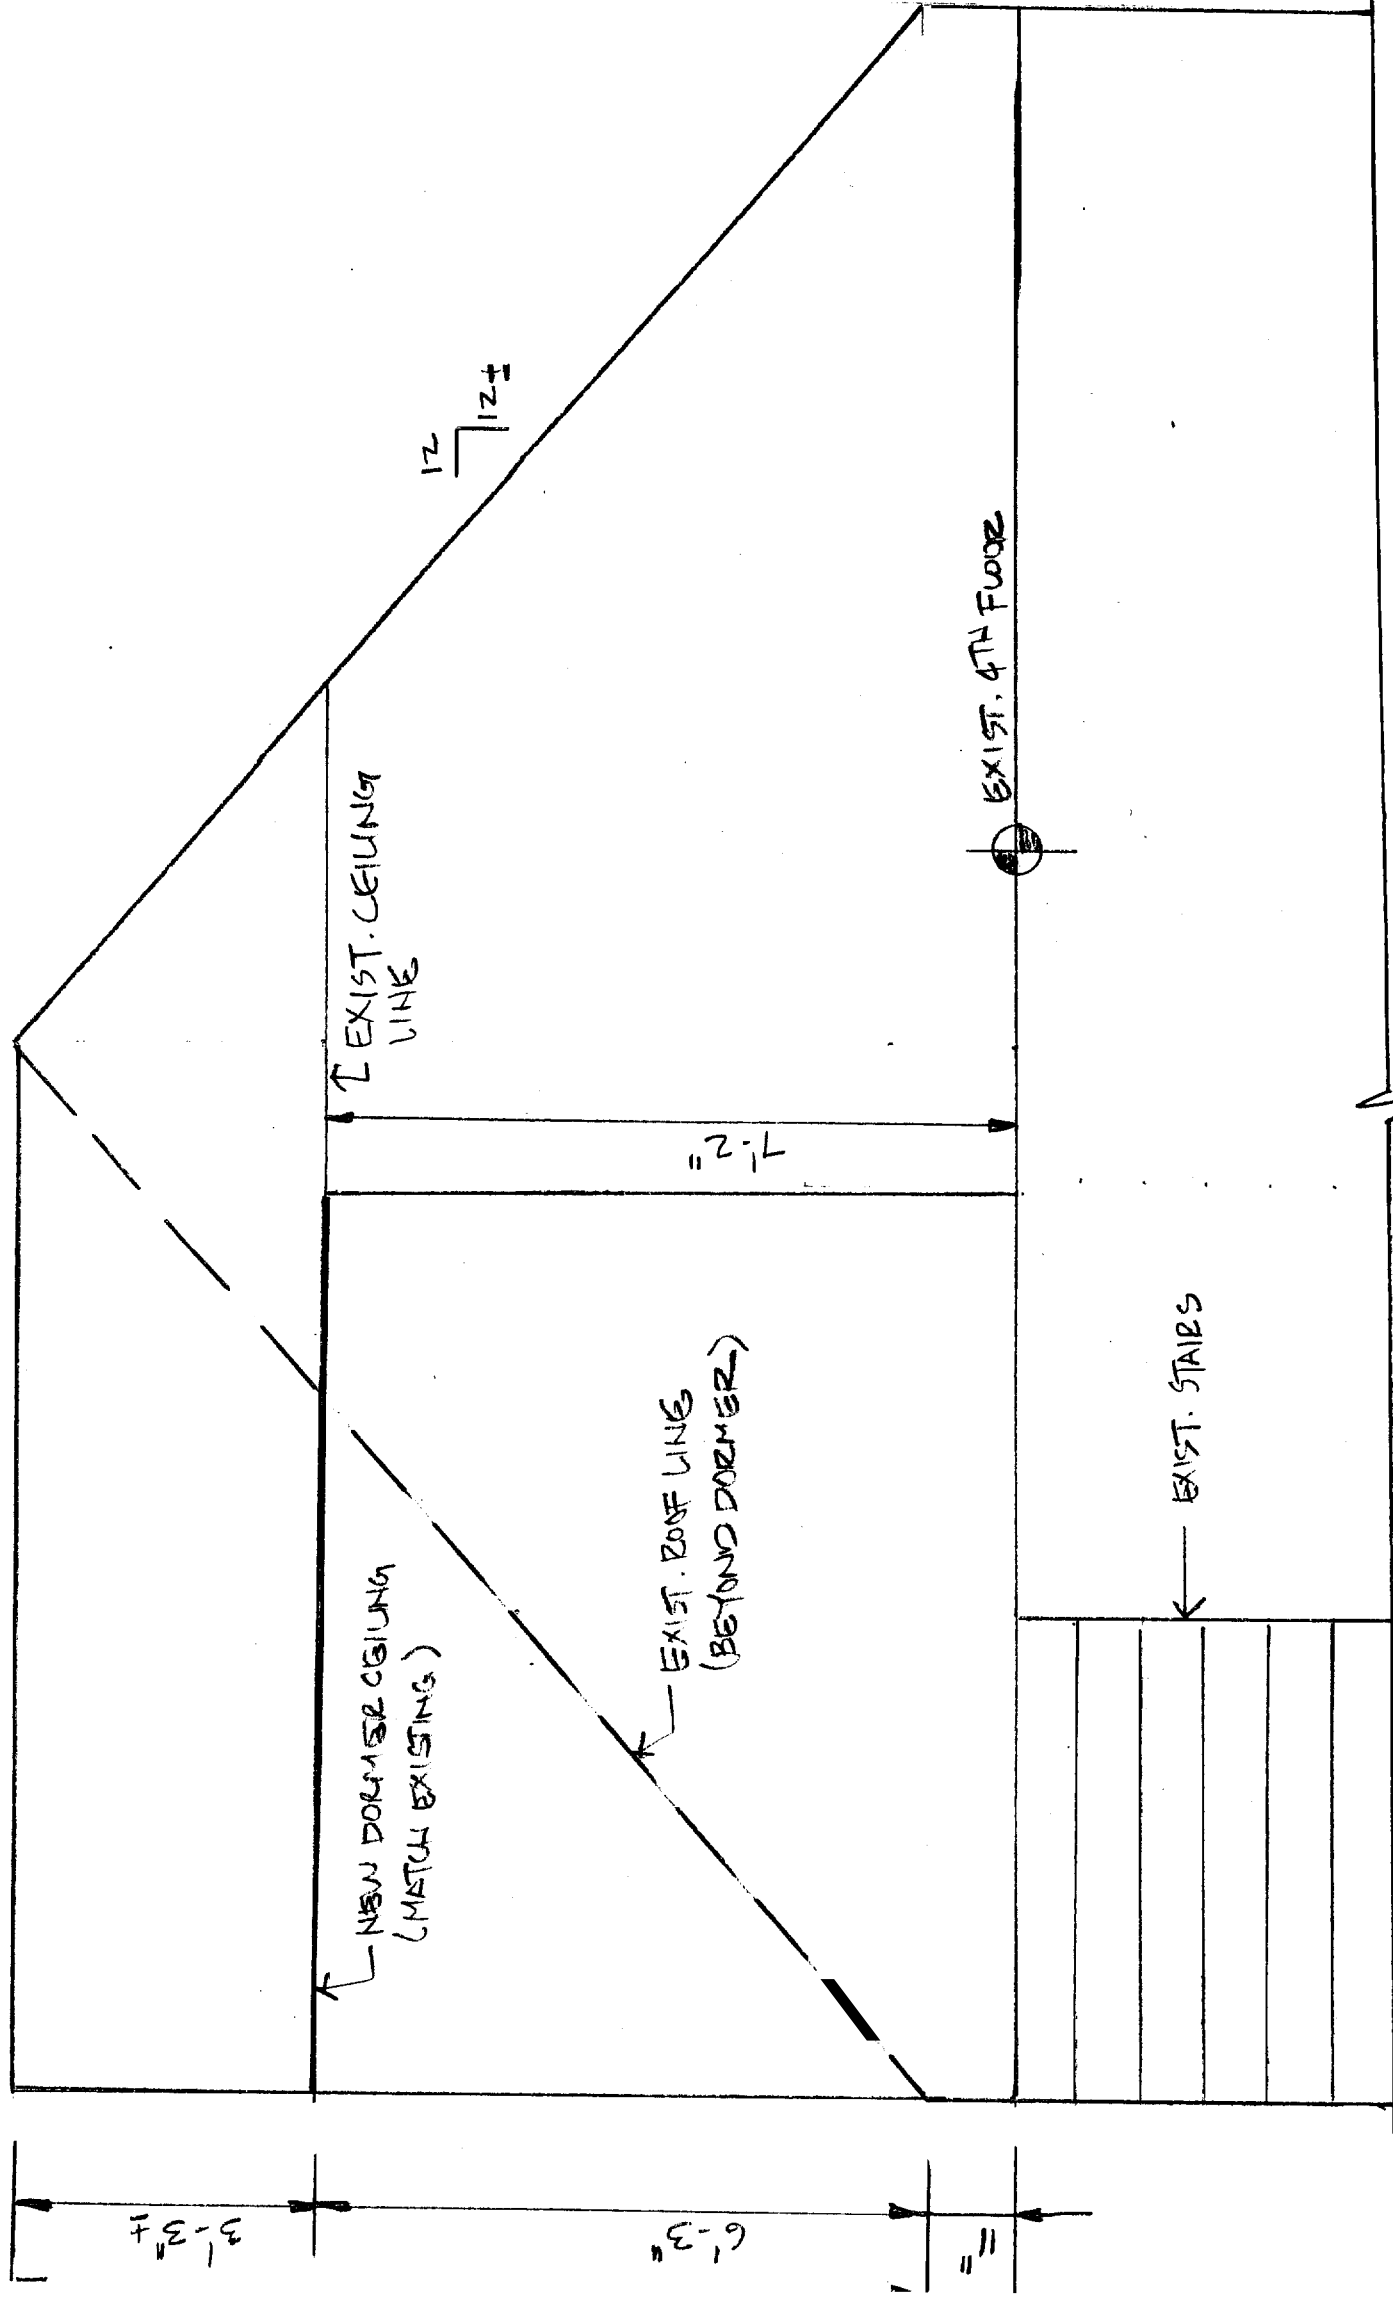 12
12±
EXIST. CEILING
LINE
EXIST. 4TH FLOOR
7'-2"
NEW DORMER CEILING
(MATCH EXISTING)
EXIST. ROOF LINE
(BEYOND DORMER)
EXIST. STAIRS
3'-3"±
6'-3"
11"